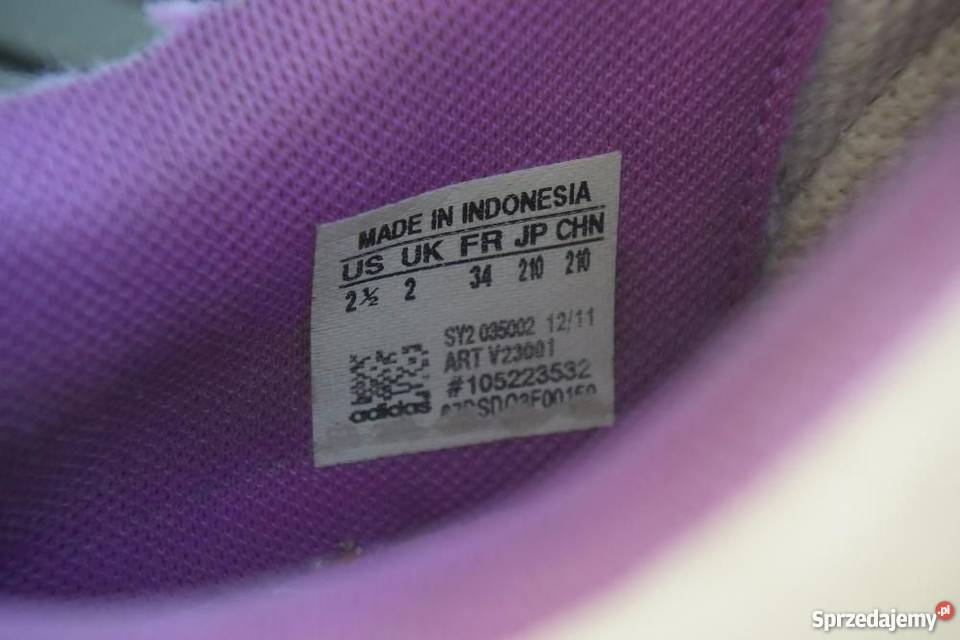 MADE IN INDONESIA
US UK FR JP CHN
2½ 2 34 210 210
SY2 035002 12/11
ART V23001
#105223532
adidas
Sprzedajemy.pl